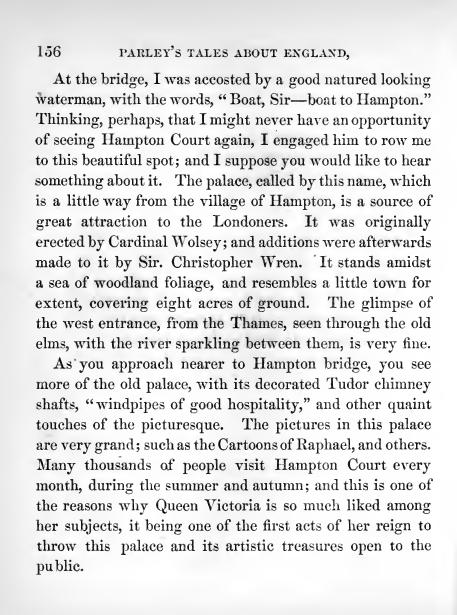 156 PARLEY'S TALES ABOUT ENGLAND,
At the bridge, I was accosted by a good natured looking
waterman, with the words, “ Boat, Sir—boat to Hampton.”
Thinking, perhaps, that I might never have an opportunity
of seeing Hampton Court again, I engaged him to row me
to this beautiful spot; and I suppose you would like to hear
something about it. The palace, called by this name, which
is a little way from the village of Hampton, is a source of
great attraction to the Londoners. It was originally
erected by Cardinal Wolsey; and additions were afterwards
made to it by Sir. Christopher Wren. It stands amidst
a sea of woodland foliage, and resembles a little town for
extent, covering eight acres of ground. The glimpse of
the west entrance, from the Thames, seen through the old
elms, with the river sparkling between them, is very fine.
As you approach nearer to Hampton bridge, you see
more of the old palace, with its decorated Tudor chimney
shafts, “windpipes of good hospitality,” and other quaint
touches of the picturesque. The pictures in this palace
are very grand; such as the Cartoons of Raphael, and others.
Many thousands of people visit Hampton Court every
month, during the summer and autumn; and this is one of
the reasons why Queen Victoria is so much liked among
her subjects, it being one of the first acts of her reign to
throw this palace and its artistic treasures open to the
public.